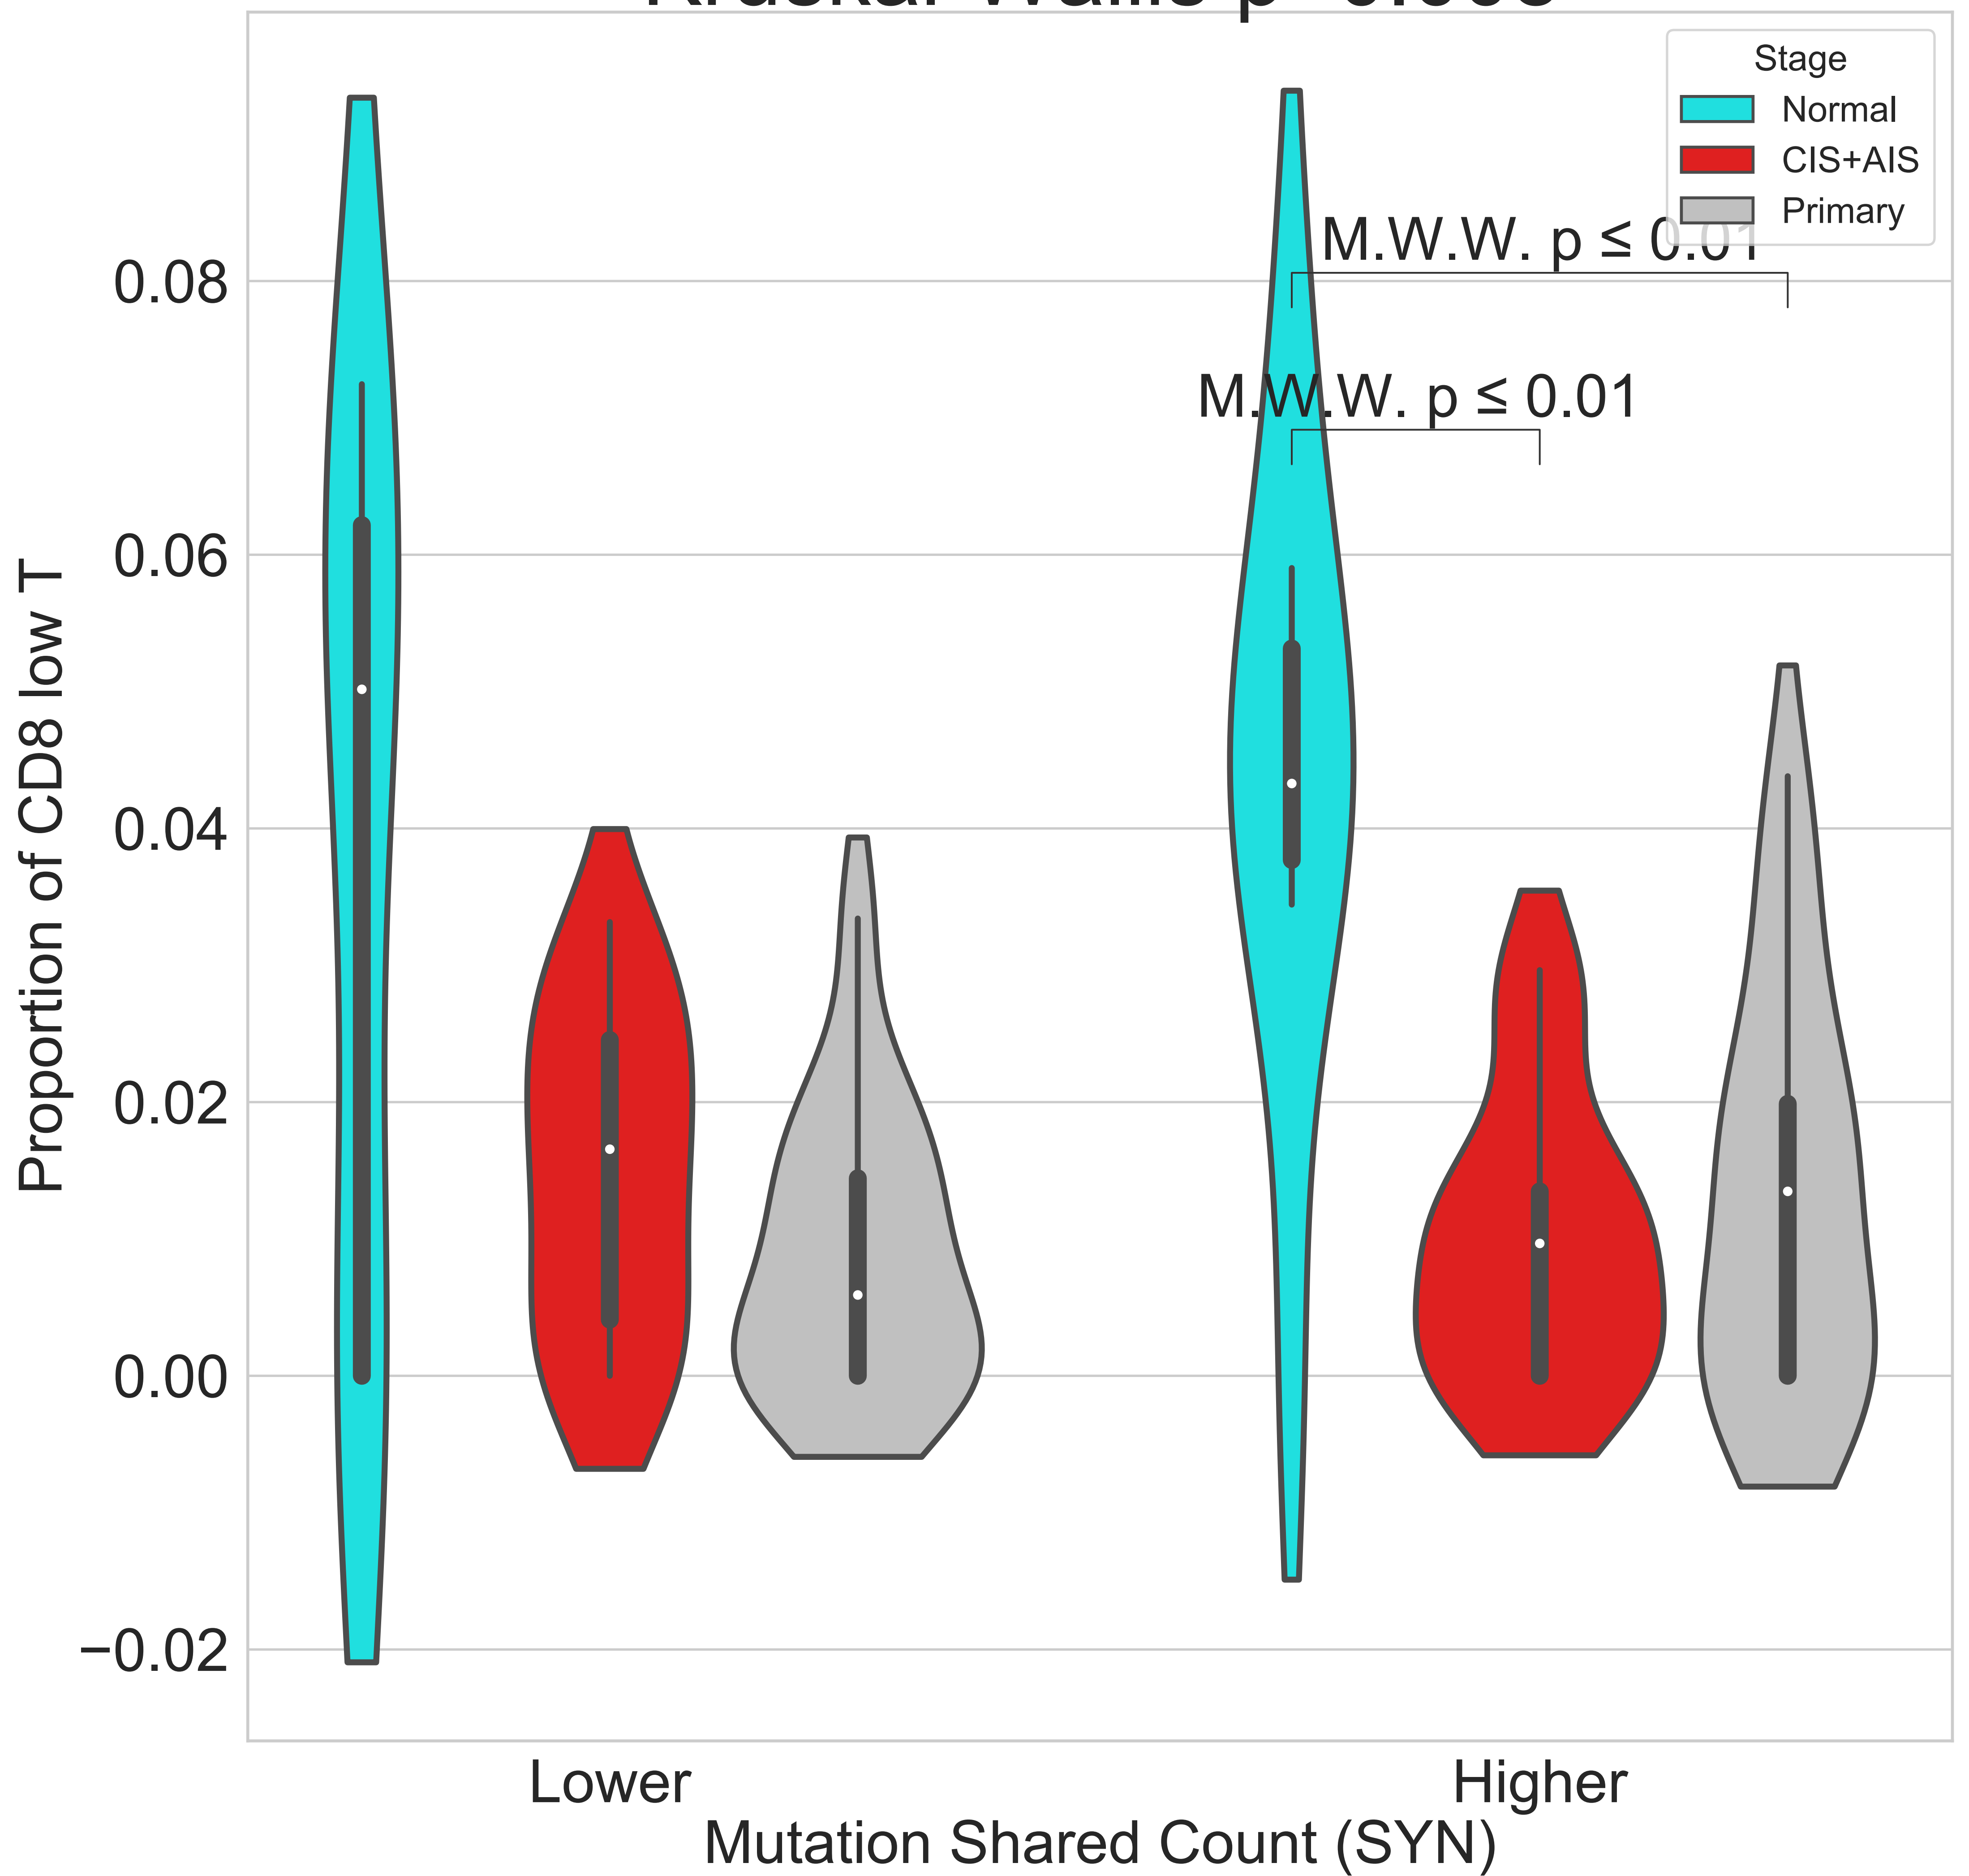 Stage
Normal
CIS+AIS
Primary
M.W.W. p ≤ 0.01
M.W.W. p ≤ 0.01
0.08
0.06
0.04
0.02
0.00
−0.02
Proportion of CD8 low T
Lower
Higher
Mutation Shared Count (SYN)